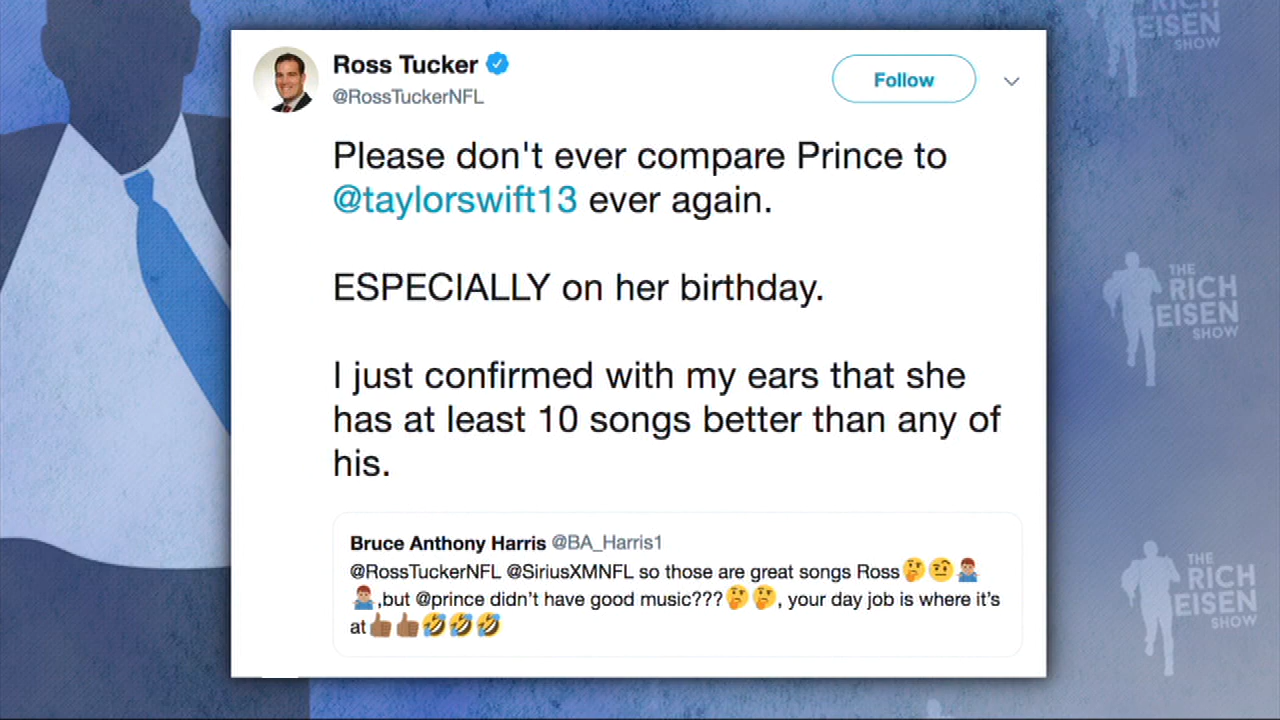 Ross Tucker
@RossTuckerNFL
Follow
Please don't ever compare Prince to
@taylorswift13 ever again.
ESPECIALLY on her birthday.
I just confirmed with my ears that she
has at least 10 songs better than any of
his.
Bruce Anthony Harris @BA_Harris1
@RossTuckerNFL @SiriusXMNFL so those are great songs Ross🤔🤨🤷🏽‍♂️
🤷🏽‍♂️,but @prince didn't have good music???🤔🤔, your day job is where it's
at👍🏾👍🏾🤣🤣🤣
THE
RICH
EISEN
SHOW
THE
RICH
EISEN
SHOW
THE
RICH
EISEN
SHOW